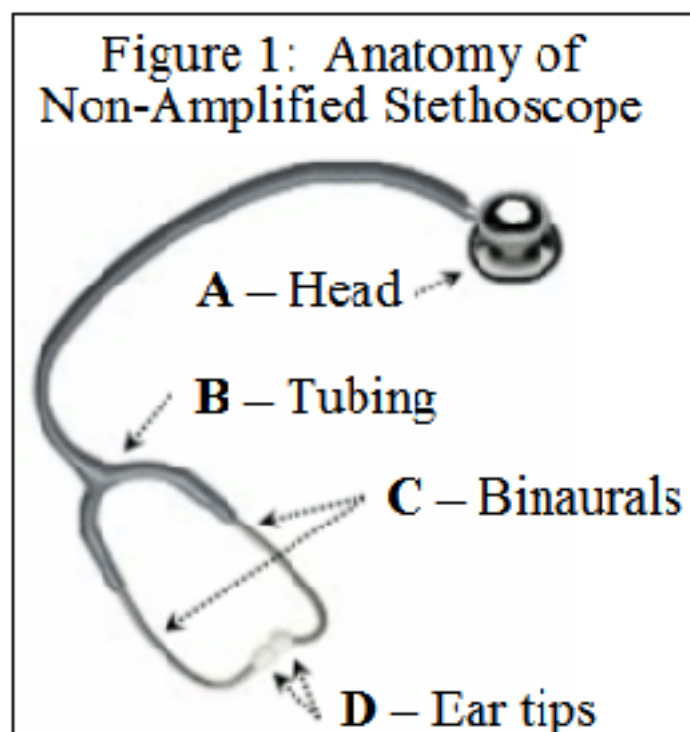 Figure 1: Anatomy of
Non-Amplified Stethoscope
A – Head
B – Tubing
C – Binaurals
D – Ear tips